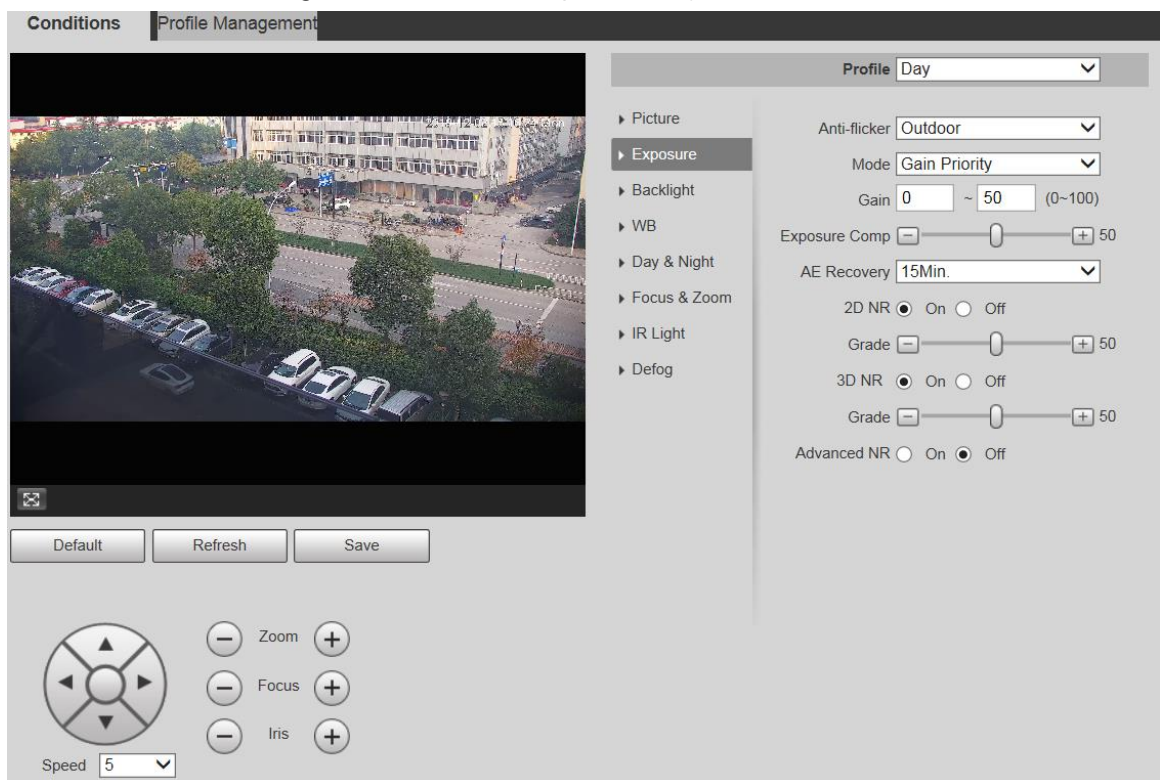 Conditions
Profile Management
Profile Day
Picture
Exposure
Backlight
WB
Day & Night
Focus & Zoom
IR Light
Defog
Anti-flicker Outdoor
Mode Gain Priority
Gain 0 ~ 50 (0~100)
Exposure Comp 50
AE Recovery 15Min.
2D NR On Off
Grade 50
3D NR On Off
Grade 50
Advanced NR On Off
Default Refresh Save
Zoom
Focus
Iris
Speed 5